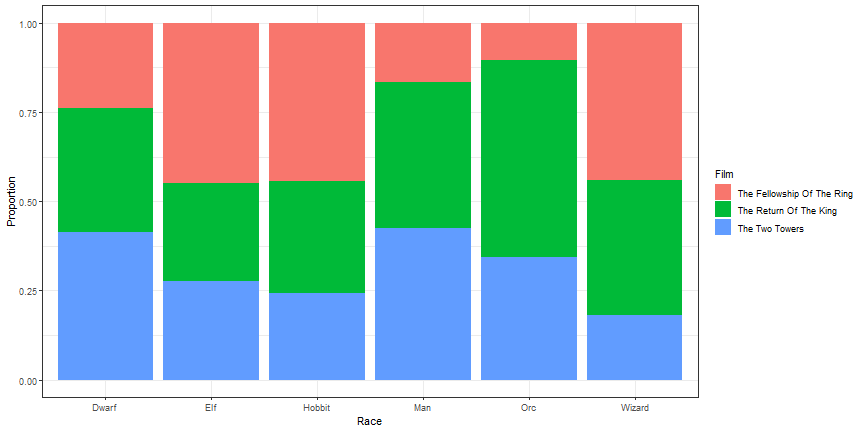 1.00
0.75
0.50
0.25
0.00
Proportion
Dwarf Elf Hobbit Man Orc Wizard
Race
Film
The Fellowship Of The Ring
The Return Of The King
The Two Towers